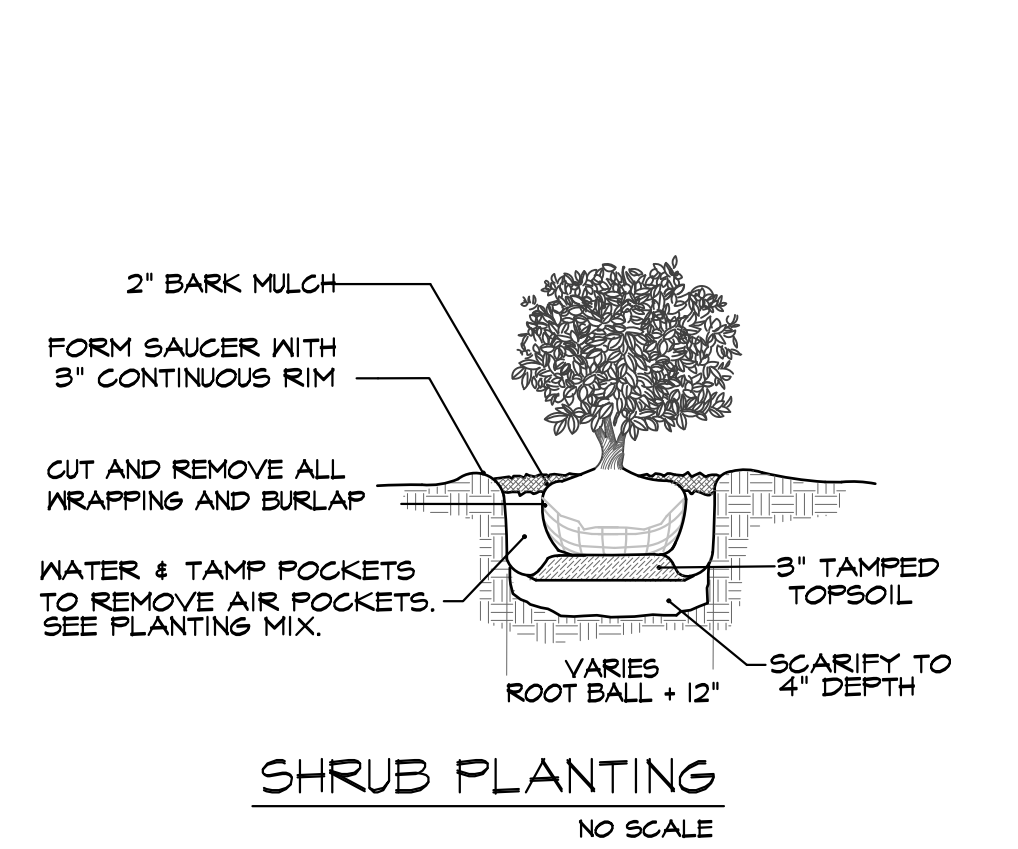 2" BARK MULCH
FORM SAUCER WITH
3" CONTINUOUS RIM
CUT AND REMOVE ALL
WRAPPING AND BURLAP
WATER & TAMP POCKETS
TO REMOVE AIR POCKETS.
SEE PLANTING MIX.
3" TAMPED
TOPSOIL
SCARIFY TO
4" DEPTH
VARIES
ROOT BALL + 12"
SHRUB PLANTING
NO SCALE